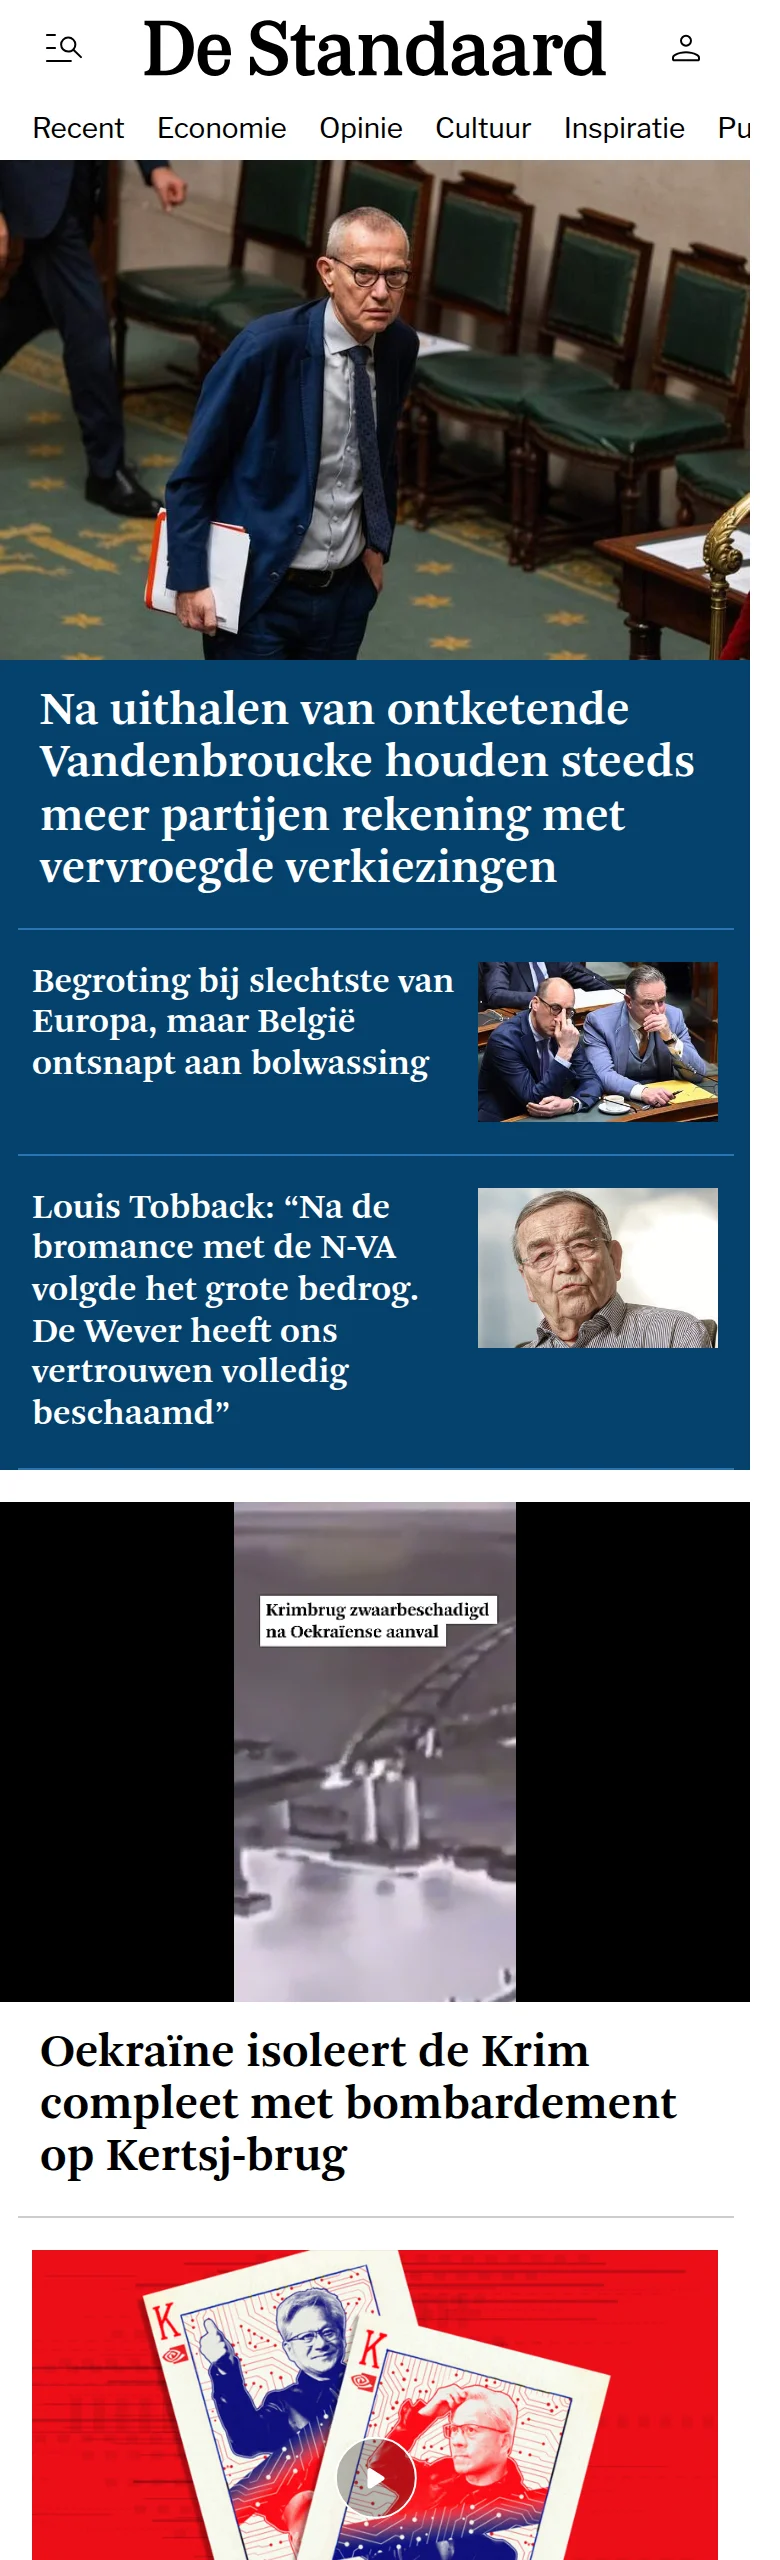 De Standaard
Recent Economie Opinie Cultuur Inspiratie Pu
Na uithalen van ontketende
Vandenbroucke houden steeds
meer partijen rekening met
vervroegde verkiezingen
Begroting bij slechtste van
Europa, maar België
ontsnapt aan bolwassing
Louis Tobback: “Na de
bromance met de N-VA
volgde het grote bedrog.
De Wever heeft ons
vertrouwen volledig
beschaamd”
Krimbrug zwaarbeschadigd
na Oekraïense aanval
Oekraïne isoleert de Krim
compleet met bombardement
op Kertsj-brug
K
K